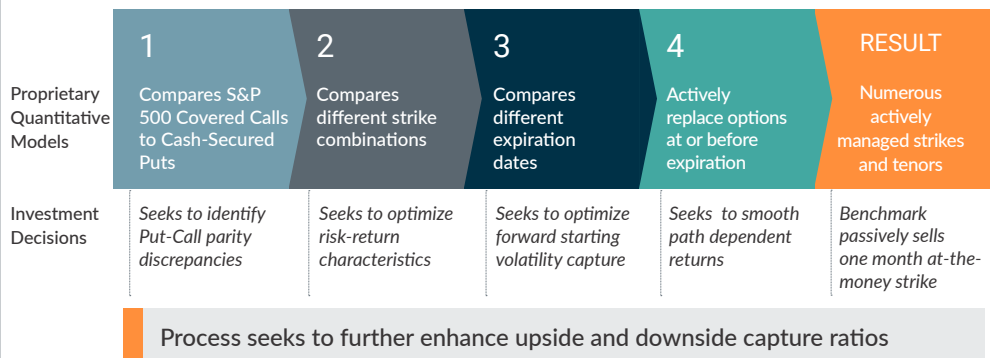 1
2
3
4
RESULT
Proprietary
Quantitative
Models
Compares S&P
500 Covered Calls
to Cash-Secured
Puts
Compares
different strike
combinations
Compares
different
expiration
dates
Actively
replace options
at or before
expiration
Numerous
actively
managed strikes
and tenors
Investment
Decisions
Seeks to identify
Put-Call parity
discrepancies
Seeks to optimize
risk-return
characteristics
Seeks to optimize
forward starting
volatility capture
Seeks to smooth
path dependent
returns
Benchmark
passively sells
one month at-the-
money strike
Process seeks to further enhance upside and downside capture ratios